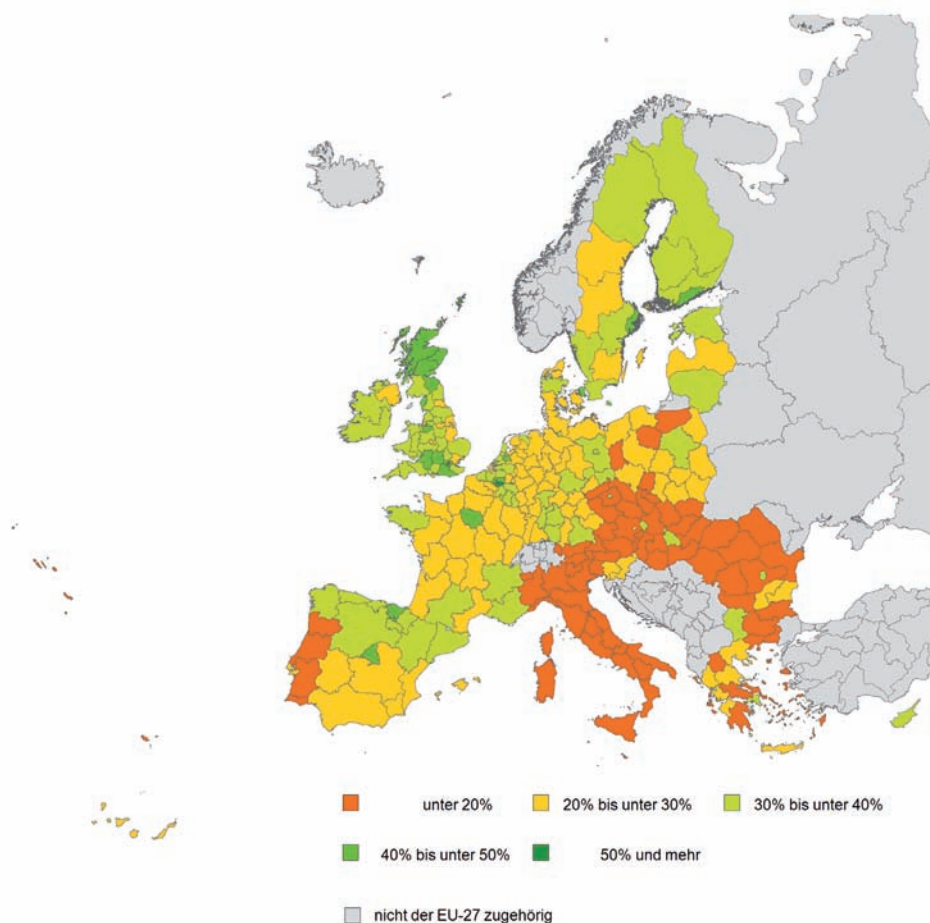 unter 20% 20% bis unter 30% 30% bis unter 40%
40% bis unter 50% 50% und mehr
nicht der EU-27 zugehörig